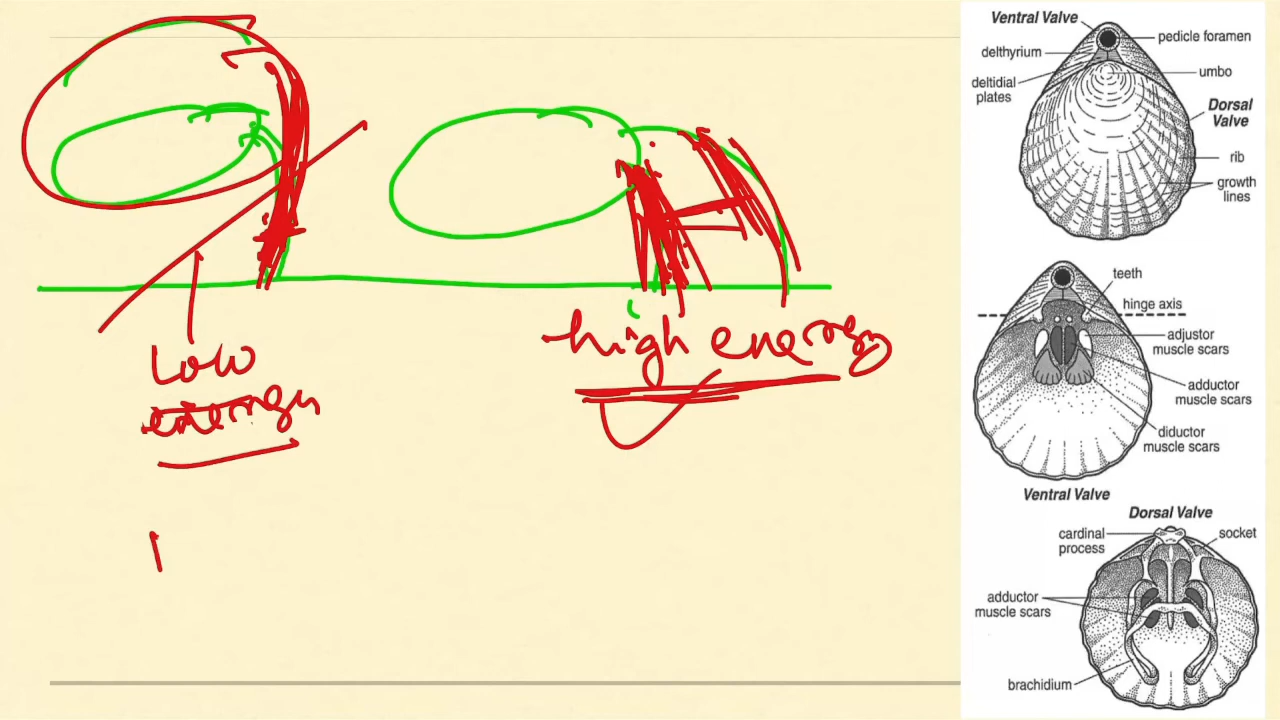 Low
energy
high energy
Ventral Valve
pedicle foramen
delthyrium
umbo
deltidial
plates
Dorsal
Valve
rib
growth
lines
teeth
hinge axis
adjustor
muscle scars
adductor
muscle scars
diductor
muscle scars
Ventral Valve
Dorsal Valve
cardinal
process
socket
adductor
muscle scars
brachidium